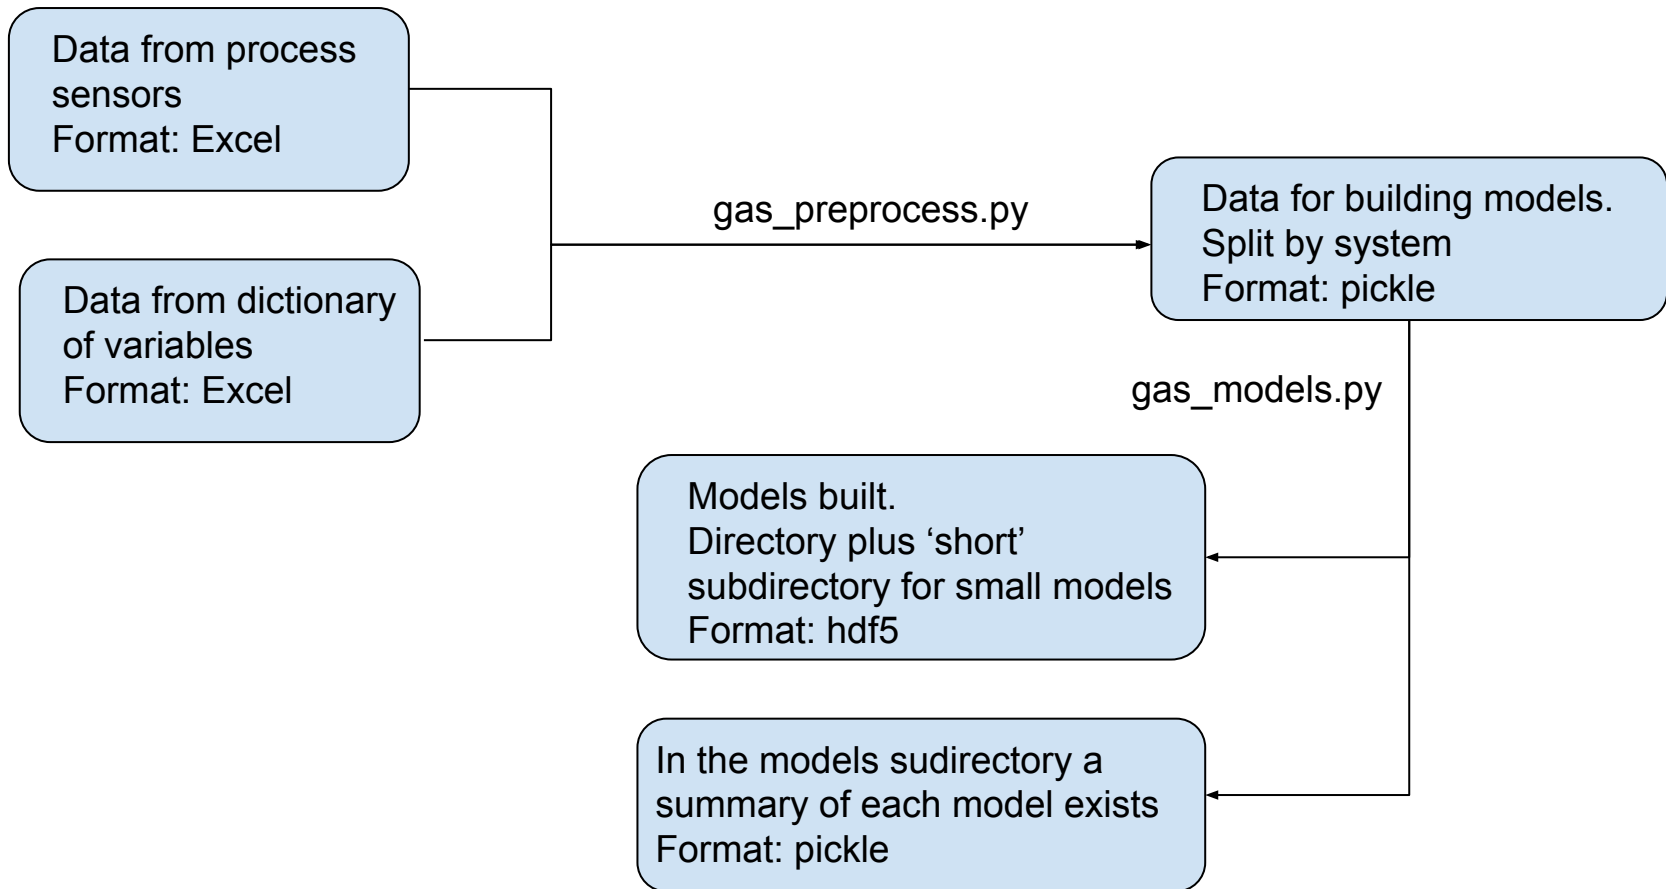 Data from process
sensors
Format: Excel
Data from dictionary
of variables
Format: Excel
gas_preprocess.py
Data for building models.
Split by system
Format: pickle
gas_models.py
Models built.
Directory plus ‘short’
subdirectory for small models
Format: hdf5
In the models sudirectory a
summary of each model exists
Format: pickle